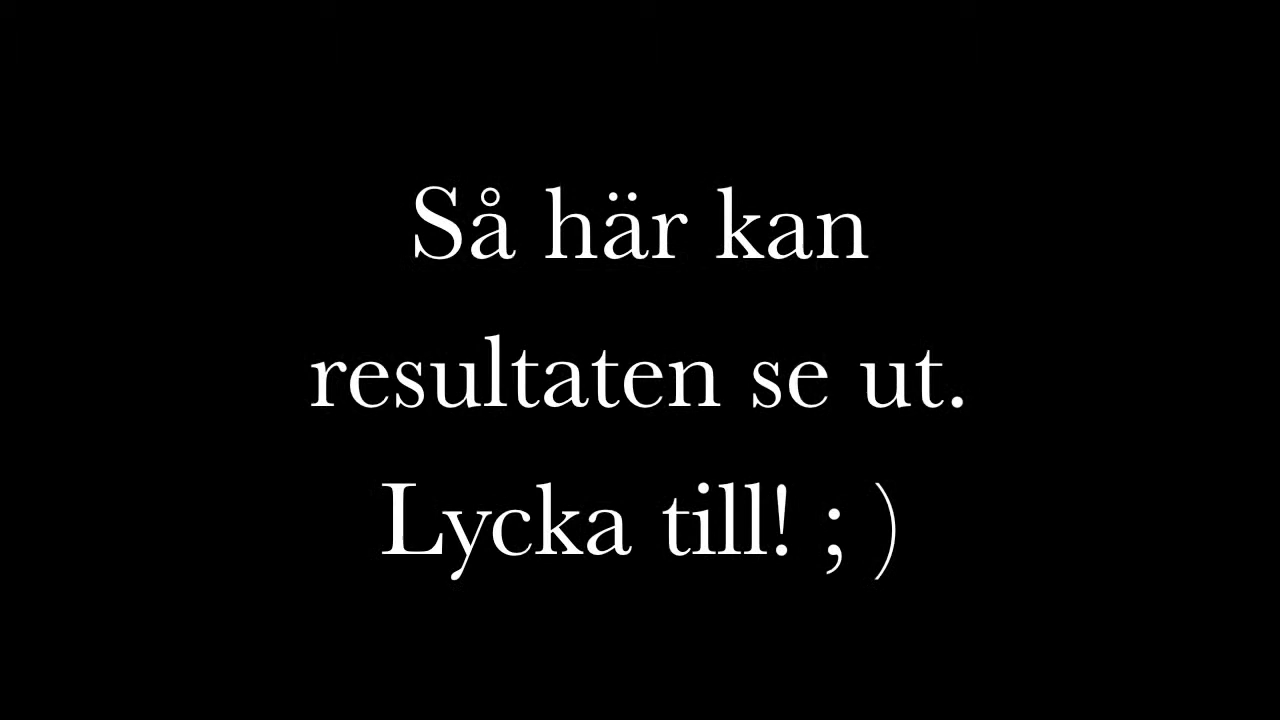 Så här kan
resultaten se ut.
Lycka till! ; )